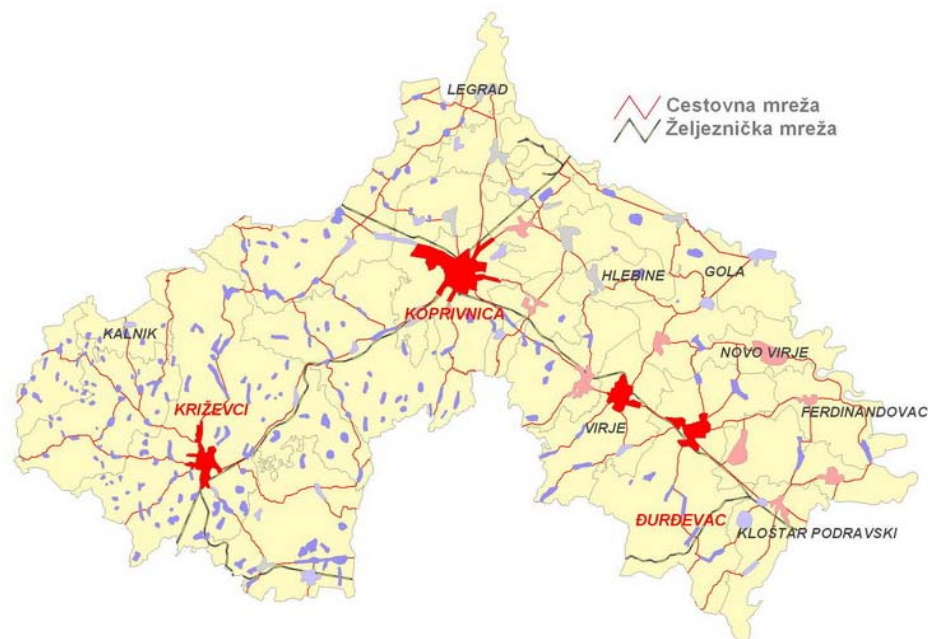 LEGRAD
Cestovna mreža
Željeznička mreža
HLEBINE
GOLA
KOPRIVNICA
KALNIK
NOVO VIRJE
KRIŽEVCI
FERDINANDOVAC
VIRJE
ĐURĐEVAC
KLOŠTAR PODRAVSKI